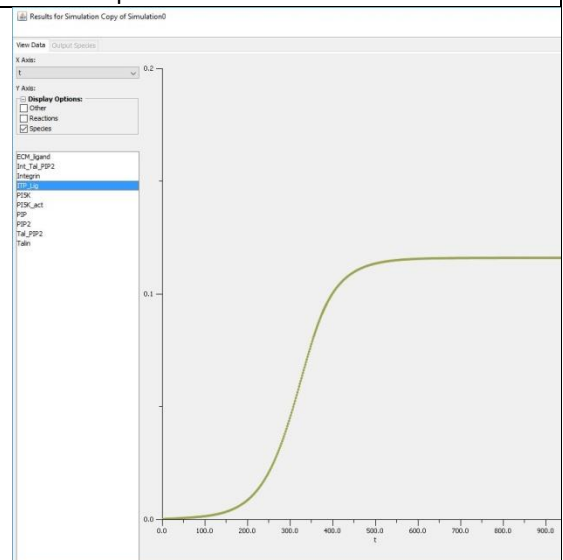 Results for Simulation Copy of Simulation0
View Data Output Species
X Axis:
t
Y Axis:
Display Options:
Other
Reactions
Species
ECM_ligand
Int_Tal_PIP2
Integrin
ITP_Lig
PI5K
PI5K_act
PIP
PIP2
Tal_PIP2
Talin
0.2
0.1
0.0
0.0 100.0 200.0 300.0 400.0 500.0 600.0 700.0 800.0 900.0
t